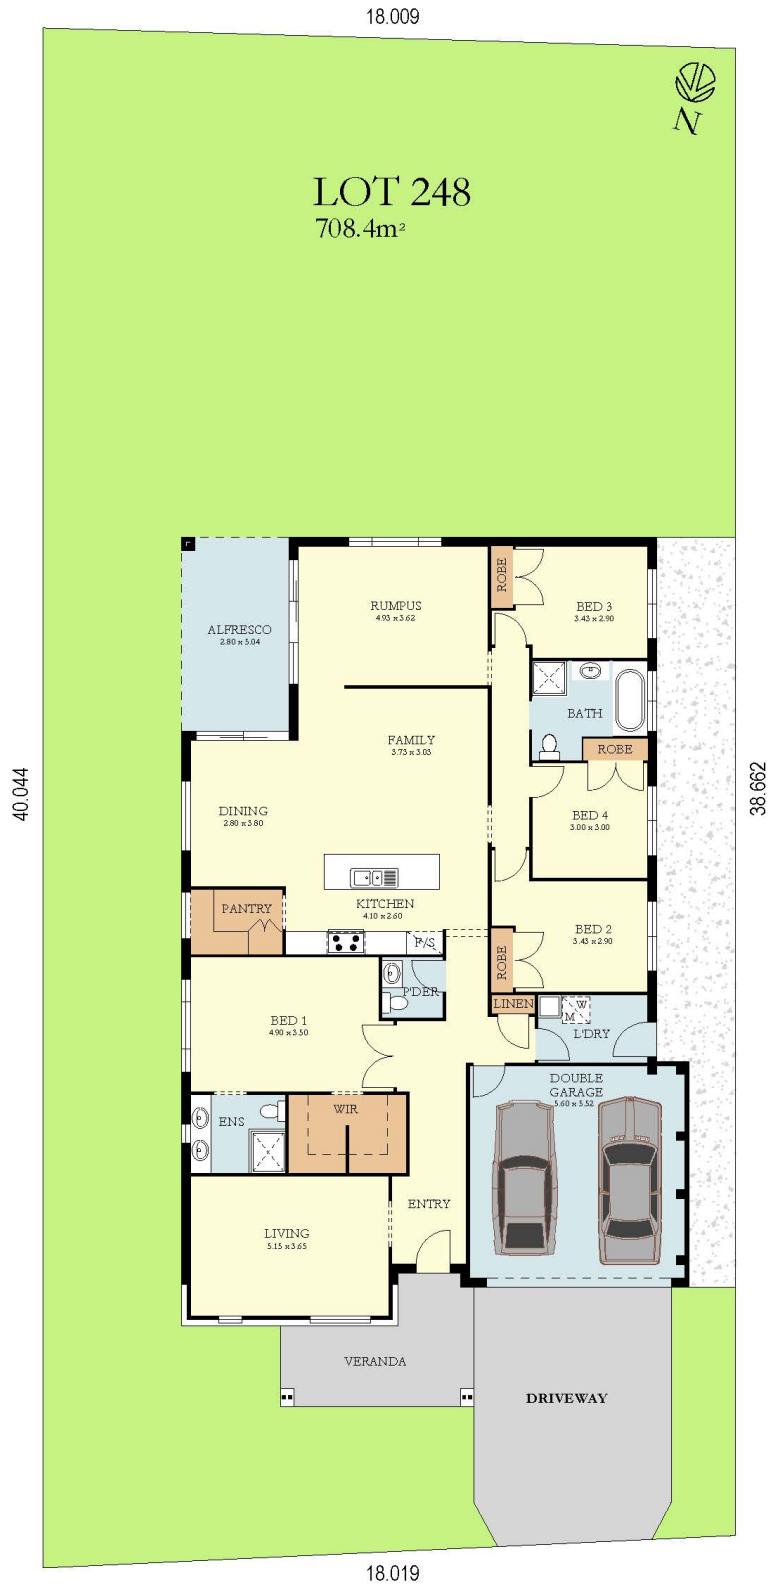 18.009
N
LOT 248
708.4m²
ROBE
RUMPUS
4.93 x 3.62
BED 3
3.43 x 2.90
ALFRESCO
2.80 x 5.04
BATH
FAMILY
3.73 x 3.03
ROBE
40.044
38.662
DINING
2.80 x 3.80
BED 4
3.00 x 3.00
PANTRY
KITCHEN
4.10 x 2.60
BED 2
3.43 x 2.90
F/S
ROBE
P'DER
LINEN
W
M
BED 1
4.90 x 3.50
L'DRY
DOUBLE
GARAGE
5.60 x 5.52
ENS
WIR
ENTRY
LIVING
5.15 x 3.65
VERANDA
DRIVEWAY
18.019